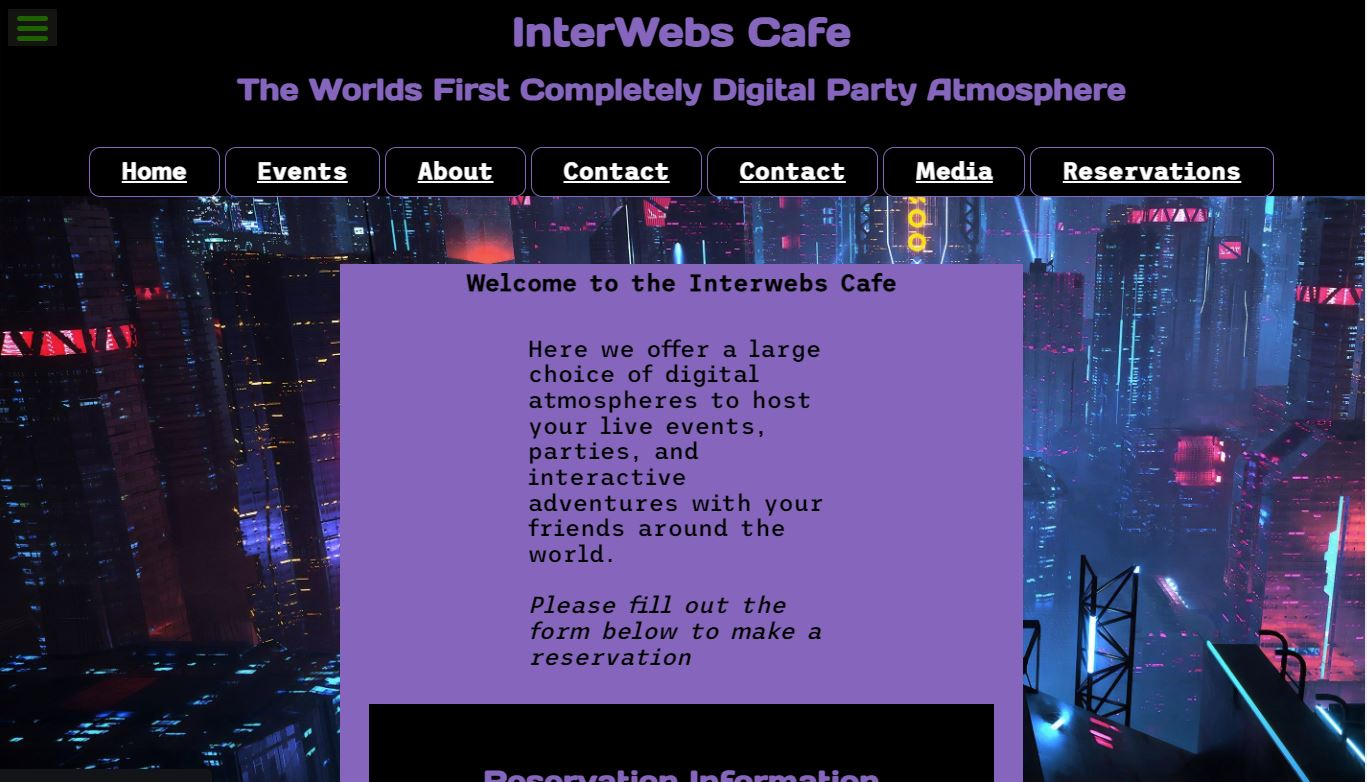 InterWebs Cafe
The Worlds First Completely Digital Party Atmosphere
Home Events About Contact Contact Media Reservations
Welcome to the Interwebs Cafe
Here we offer a large
choice of digital
atmospheres to host
your live events,
parties, and
interactive
adventures with your
friends around the
world.
Please fill out the
form below to make a
reservation
Reservation Information